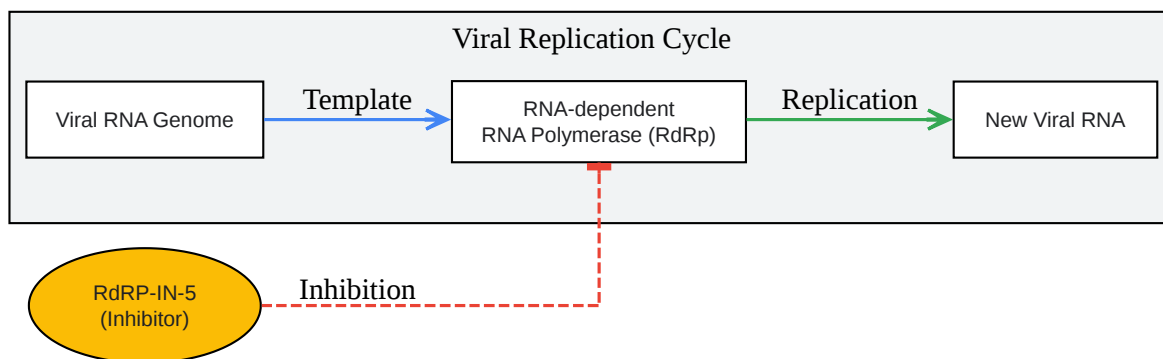 Viral Replication Cycle
Viral RNA Genome
Template
RNA-dependent
RNA Polymerase (RdRp)
Replication
New Viral RNA
RdRP-IN-5
(Inhibitor)
Inhibition